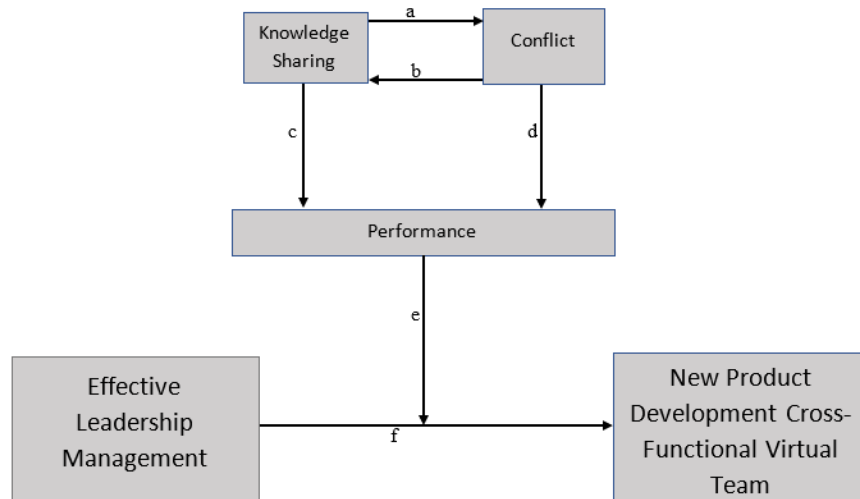 a
Knowledge
Sharing
Conflict
b
c
d
Performance
e
Effective
Leadership
Management
f
New Product
Development Cross-
Functional Virtual
Team